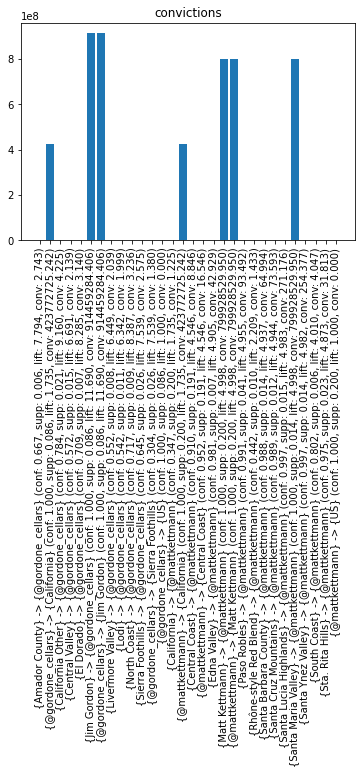 convictions
1e8
8
6
4
2
0
{Amador County} -> {@gordone_cellars} (conf: 0.667, supp: 0.006, lift: 7.794, conv: 2.743)
{@gordone_cellars} -> {California} (conf: 1.000, supp: 0.086, lift: 1.735, conv: 423772725.242)
{California Other} -> {@gordone_cellars} (conf: 0.784, supp: 0.021, lift: 9.160, conv: 4.225)
{Central Valley} -> {@gordone_cellars} (conf: 0.572, supp: 0.015, lift: 6.691, conv: 2.139)
{El Dorado} -> {@gordone_cellars} (conf: 0.709, supp: 0.007, lift: 8.285, conv: 3.140)
{Jim Gordon} -> {@gordone_cellars} (conf: 1.000, supp: 0.086, lift: 11.690, conv: 914459284.406)
{@gordone_cellars} -> {Jim Gordon} (conf: 1.000, supp: 0.086, lift: 11.690, conv: 914459284.406)
{Livermore Valley} -> {@gordone_cellars} (conf: 0.552, supp: 0.008, lift: 6.449, conv: 2.039)
{Lodi} -> {@gordone_cellars} (conf: 0.542, supp: 0.011, lift: 6.342, conv: 1.999)
{North Coast} -> {@gordone_cellars} (conf: 0.717, supp: 0.009, lift: 8.387, conv: 3.236)
{Sierra Foothills} -> {@gordone_cellars} (conf: 0.645, supp: 0.026, lift: 7.539, conv: 2.575)
{@gordone_cellars} -> {Sierra Foothills} (conf: 0.304, supp: 0.026, lift: 7.539, conv: 1.380)
{@gordone_cellars} -> {US} (conf: 1.000, supp: 0.086, lift: 1.000, conv: 0.000)
{California} -> {@mattkettmann} (conf: 0.347, supp: 0.200, lift: 1.735, conv: 1.225)
{@mattkettmann} -> {California} (conf: 1.000, supp: 0.200, lift: 1.735, conv: 423772725.242)
{Central Coast} -> {@mattkettmann} (conf: 0.910, supp: 0.191, lift: 4.546, conv: 8.846)
{@mattkettmann} -> {Central Coast} (conf: 0.952, supp: 0.191, lift: 4.546, conv: 16.546)
{Edna Valley} -> {@mattkettmann} (conf: 0.981, supp: 0.007, lift: 4.905, conv: 42.929)
{Matt Kettmann} -> {@mattkettmann} (conf: 1.000, supp: 0.200, lift: 4.998, conv: 799928529.950)
{@mattkettmann} -> {Matt Kettmann} (conf: 1.000, supp: 0.200, lift: 4.998, conv: 799928529.950)
{Paso Robles} -> {@mattkettmann} (conf: 0.991, supp: 0.041, lift: 4.955, conv: 93.492)
{Rhône-style Red Blend} -> {@mattkettmann} (conf: 0.442, supp: 0.010, lift: 2.209, conv: 1.433)
{Santa Barbara County} -> {@mattkettmann} (conf: 0.988, supp: 0.014, lift: 4.937, conv: 64.994)
{Santa Cruz Mountains} -> {@mattkettmann} (conf: 0.989, supp: 0.012, lift: 4.944, conv: 73.593)
{Santa Lucia Highlands} -> {@mattkettmann} (conf: 0.997, supp: 0.010, lift: 4.983, conv: 261.176)
{Santa Maria Valley} -> {@mattkettmann} (conf: 1.000, supp: 0.014, lift: 4.998, conv: 799928529.950)
{Santa Ynez Valley} -> {@mattkettmann} (conf: 0.997, supp: 0.014, lift: 4.982, conv: 254.377)
{South Coast} -> {@mattkettmann} (conf: 0.802, supp: 0.006, lift: 4.010, conv: 4.047)
{Sta. Rita Hills} -> {@mattkettmann} (conf: 0.975, supp: 0.023, lift: 4.872, conv: 31.813)
{@mattkettmann} -> {US} (conf: 1.000, supp: 0.200, lift: 1.000, conv: 0.000)